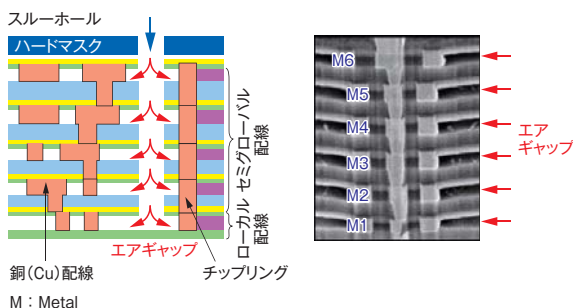 スルーホール
ハードマスク
セミグローバル
配線
ローカル
配線
エアギャップ
銅(Cu)配線
チップリング
M：Metal
M6
M5
M4
M3
M2
M1
エア
ギャップ